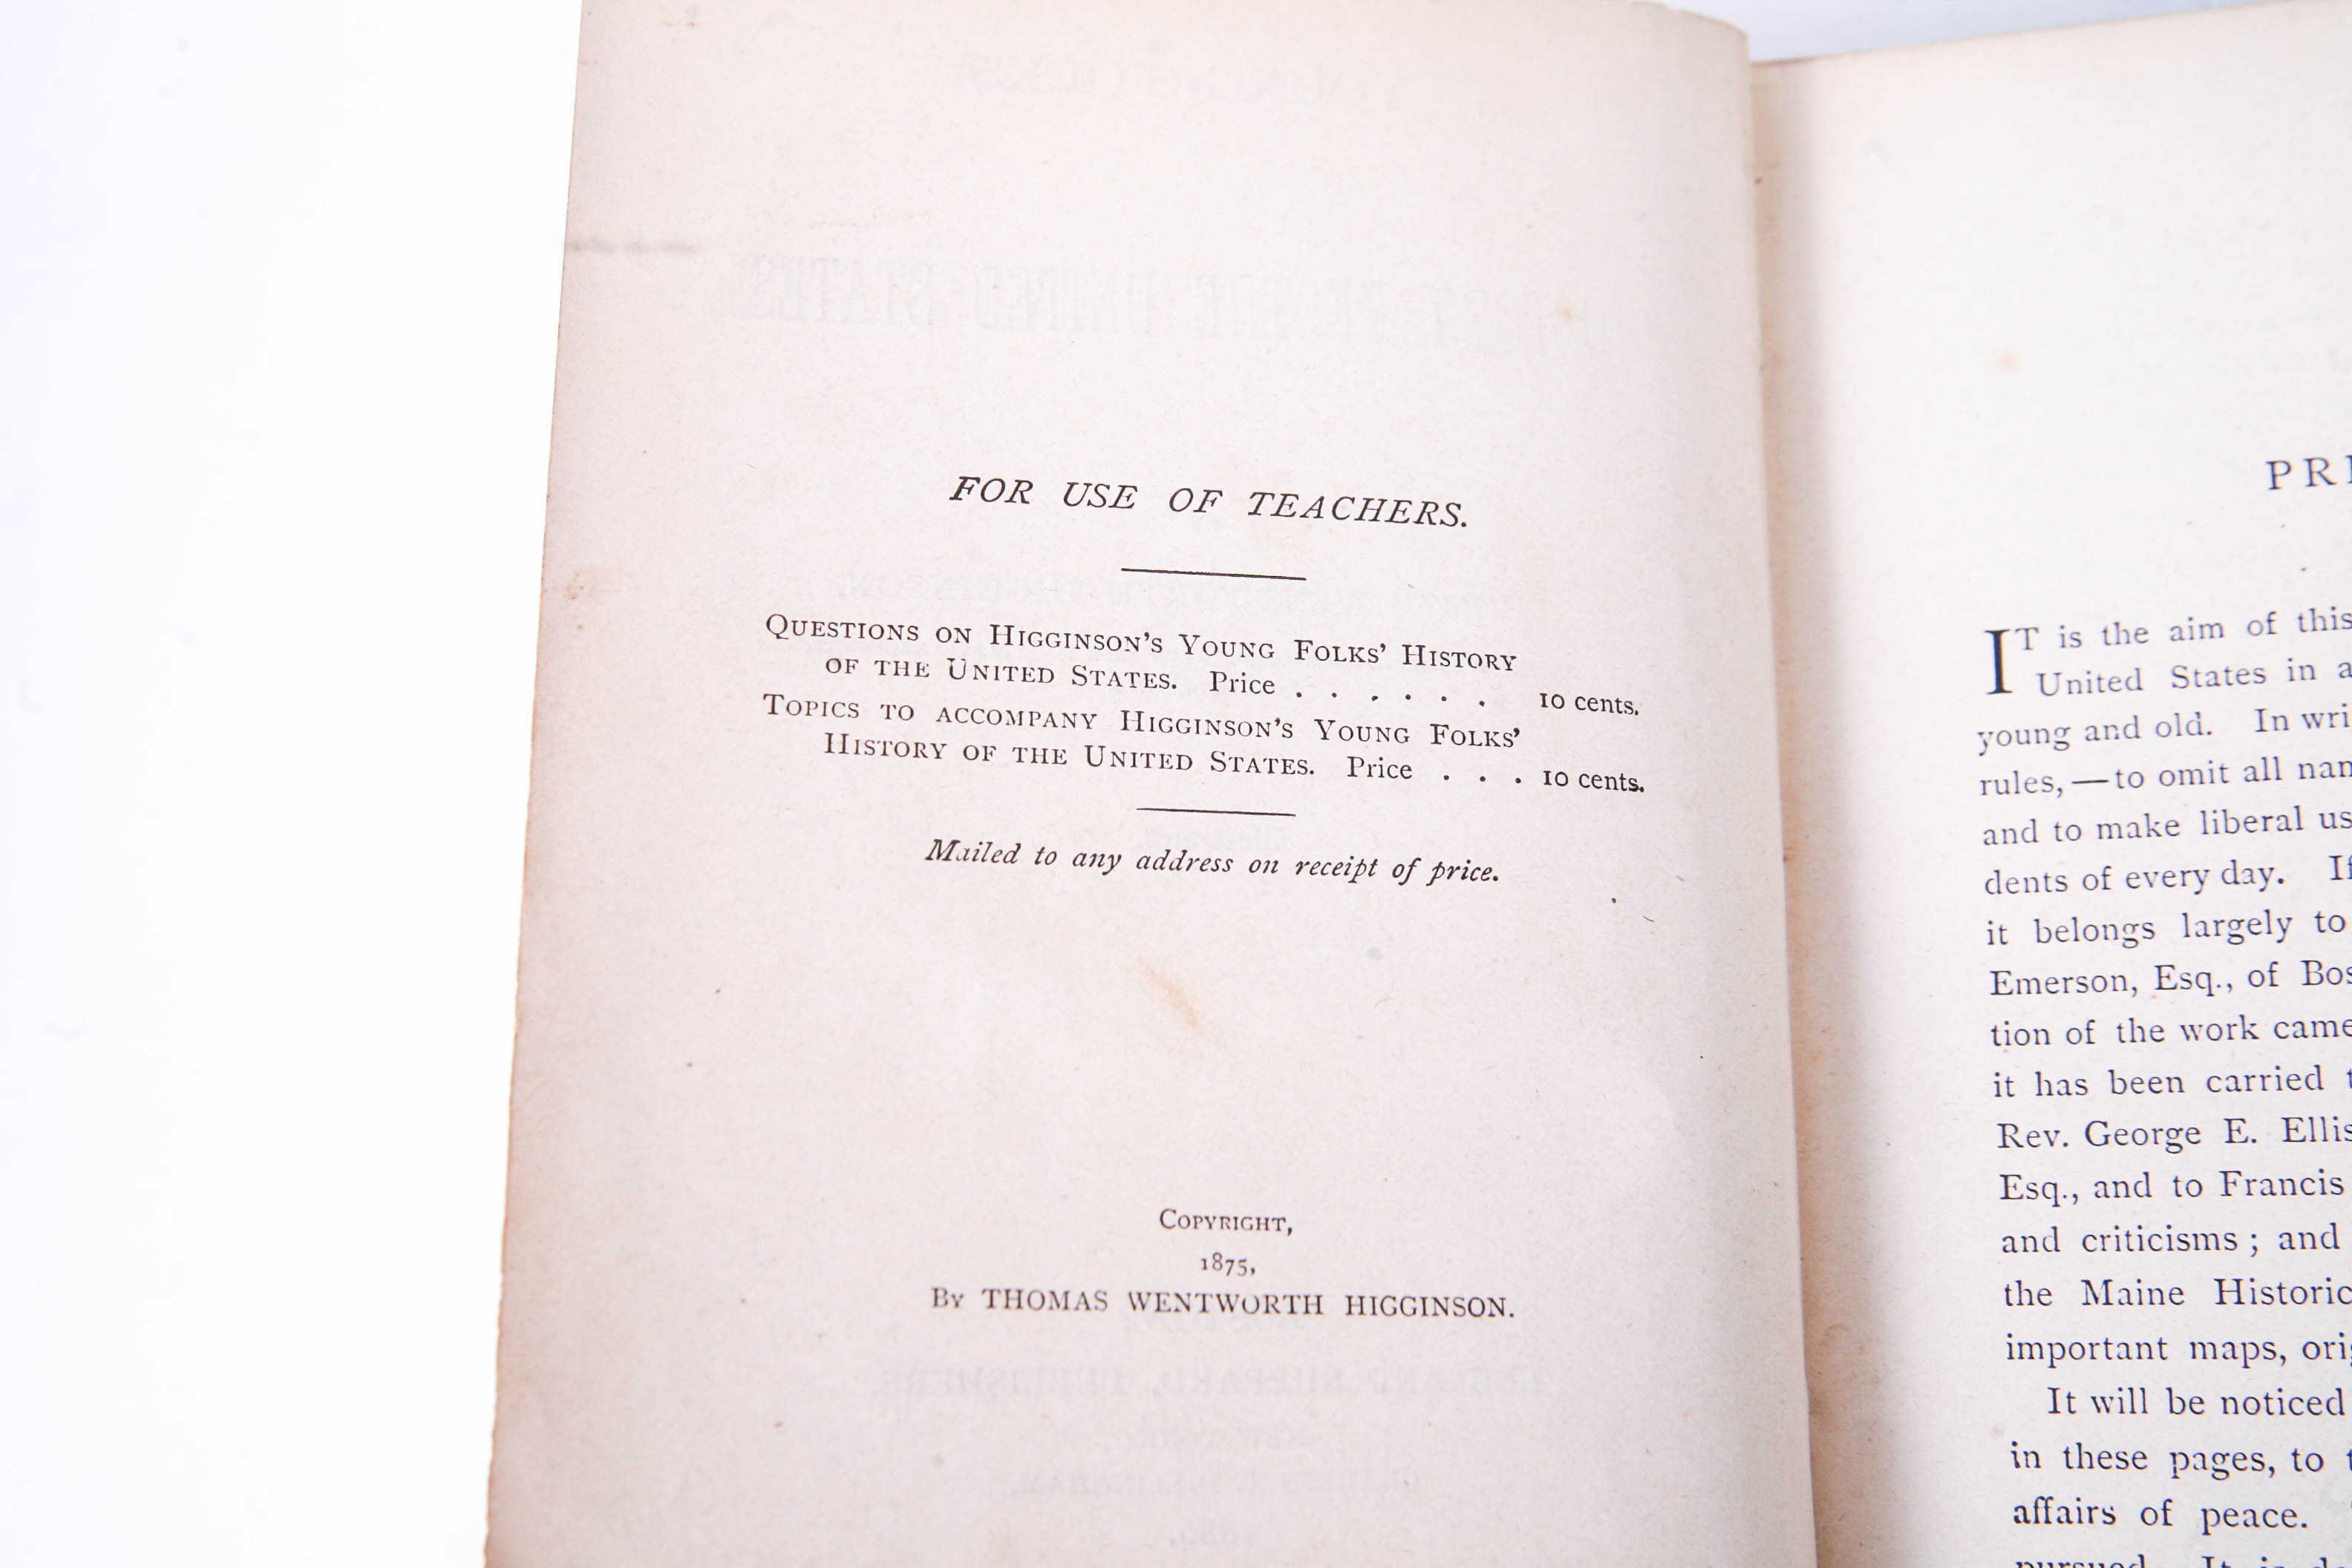 FOR USE OF TEACHERS.
QUESTIONS ON HIGGINSON'S YOUNG FOLKS' HISTORY
OF THE UNITED STATES. Price . . . . . . 10 cents.
TOPICS TO ACCOMPANY HIGGINSON'S YOUNG FOLKS'
HISTORY OF THE UNITED STATES. Price . . . 10 cents.
Mailed to any address on receipt of price.
COPYRIGHT,
1875,
BY THOMAS WENTWORTH HIGGINSON.
IT is the aim of this
United States in a
young and old. In wri
rules,—to omit all
and to make liberal us
dents of every day. If
it belongs largely to
Emerson, Esq., of Bos
tion of the work came
it has been carried
Rev. George E. Ellis
Esq., and to Francis
and criticisms; and
the Maine Historic
important maps, orig
It will be noticed
in these pages, to t
affairs of peace.